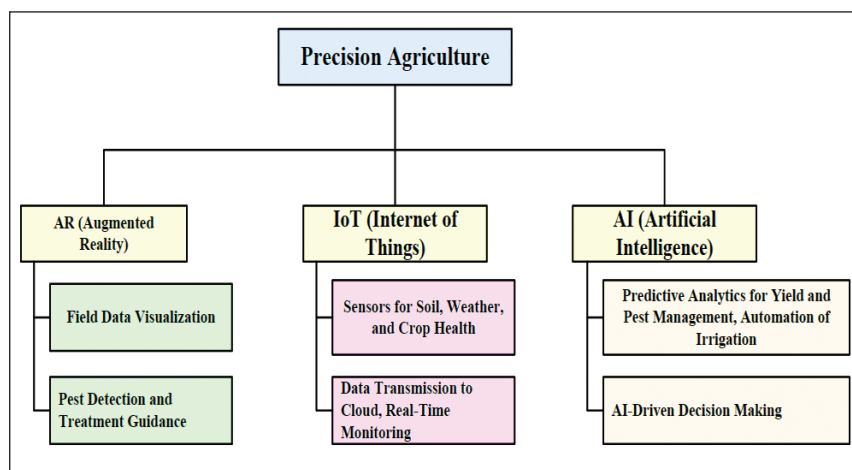 Precision Agriculture
AR (Augmented
Reality)
Field Data Visualization
Pest Detection and
Treatment Guidance
IoT (Internet of
Things)
Sensors for Soil, Weather,
and Crop Health
Data Transmission to
Cloud, Real-Time
Monitoring
AI (Artificial
Intelligence)
Predictive Analytics for Yield and
Pest Management, Automation of
Irrigation
AI-Driven Decision Making